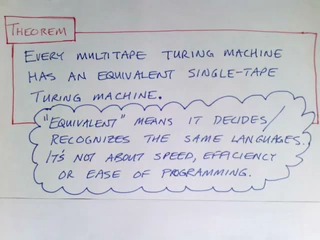 THEOREM
EVERY MULTITAPE TURING MACHINE
HAS AN EQUIVALENT SINGLE-TAPE
TURING MACHINE.
"EQUIVALENT" MEANS IT DECIDES/
RECOGNIZES THE SAME LANGUAGES.
IT'S NOT ABOUT SPEED, EFFICIENCY
OR EASE OF PROGRAMMING.